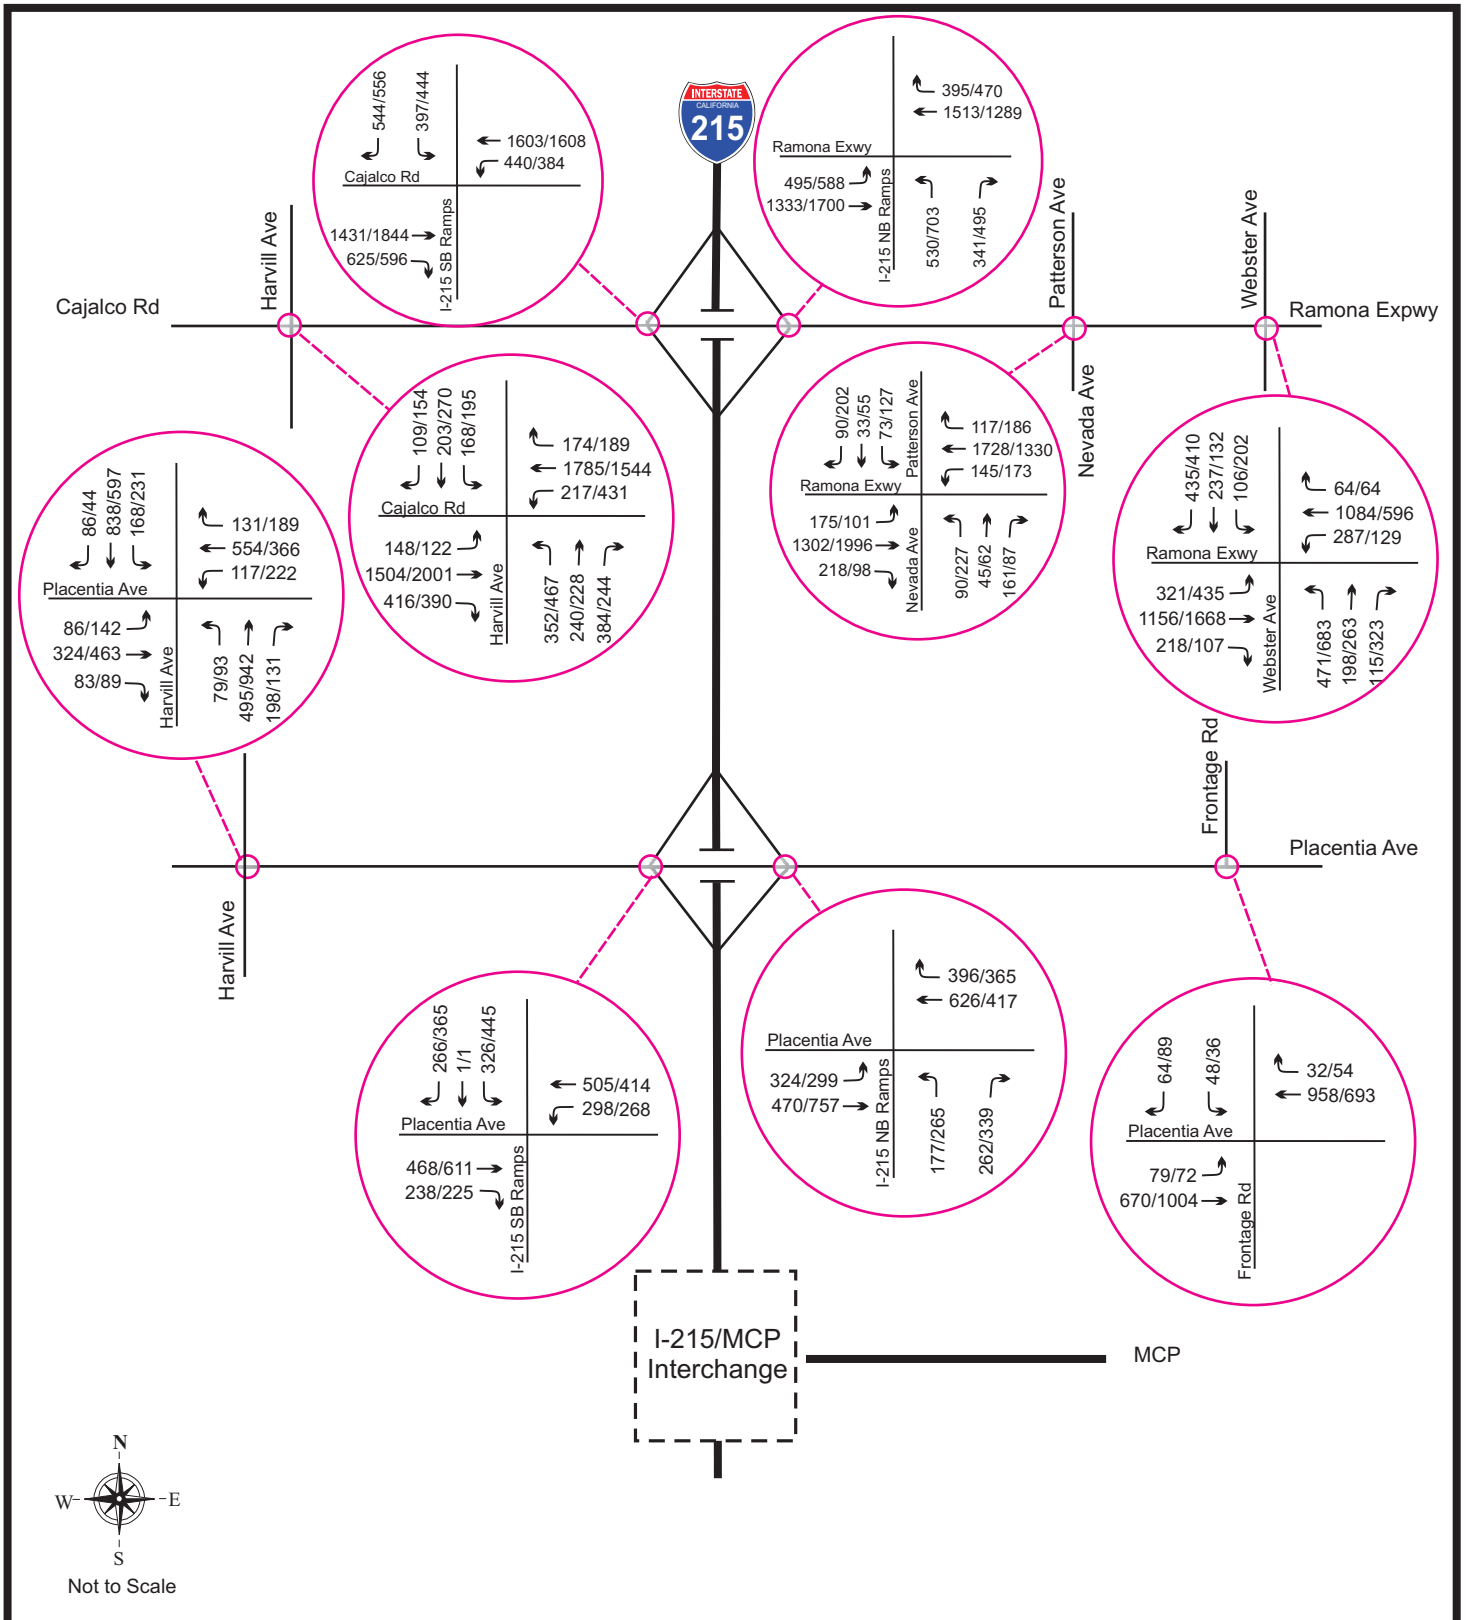 INTERSTATE
CALIFORNIA
215
544/556
397/444
1603/1608
440/384
Cajalco Rd
1431/1844
625/596
I-215 SB Ramps
395/470
1513/1289
Ramona Exwy
495/588
1333/1700
I-215 NB Ramps
530/703
341/495
Harvill Ave
Patterson Ave
Webster Ave
Cajalco Rd
Ramona Expwy
Nevada Ave
109/154
203/270
168/195
174/189
1785/1544
217/431
Cajalco Rd
148/122
1504/2001
416/390
Harvill Ave
352/467
240/228
384/244
90/202
33/55
73/127
Patterson Ave
117/186
1728/1330
145/173
Ramona Exwy
175/101
1302/1996
218/98
Nevada Ave
90/227
45/62
161/87
435/410
237/132
106/202
64/64
1084/596
287/129
Ramona Exwy
321/435
1156/1668
218/107
Webster Ave
471/683
198/263
115/323
86/44
838/597
168/231
131/189
554/366
117/222
Placentia Ave
86/142
324/463
83/89
Harvill Ave
79/93
495/942
198/131
Frontage Rd
Placentia Ave
Harvill Ave
266/365
1/1
326/445
505/414
298/268
Placentia Ave
468/611
238/225
I-215 SB Ramps
396/365
626/417
Placentia Ave
324/299
470/757
I-215 NB Ramps
177/265
262/339
64/89
48/36
32/54
958/693
Placentia Ave
79/72
670/1004
Frontage Rd
I-215/MCP
Interchange
MCP
N
W
E
S
Not to Scale